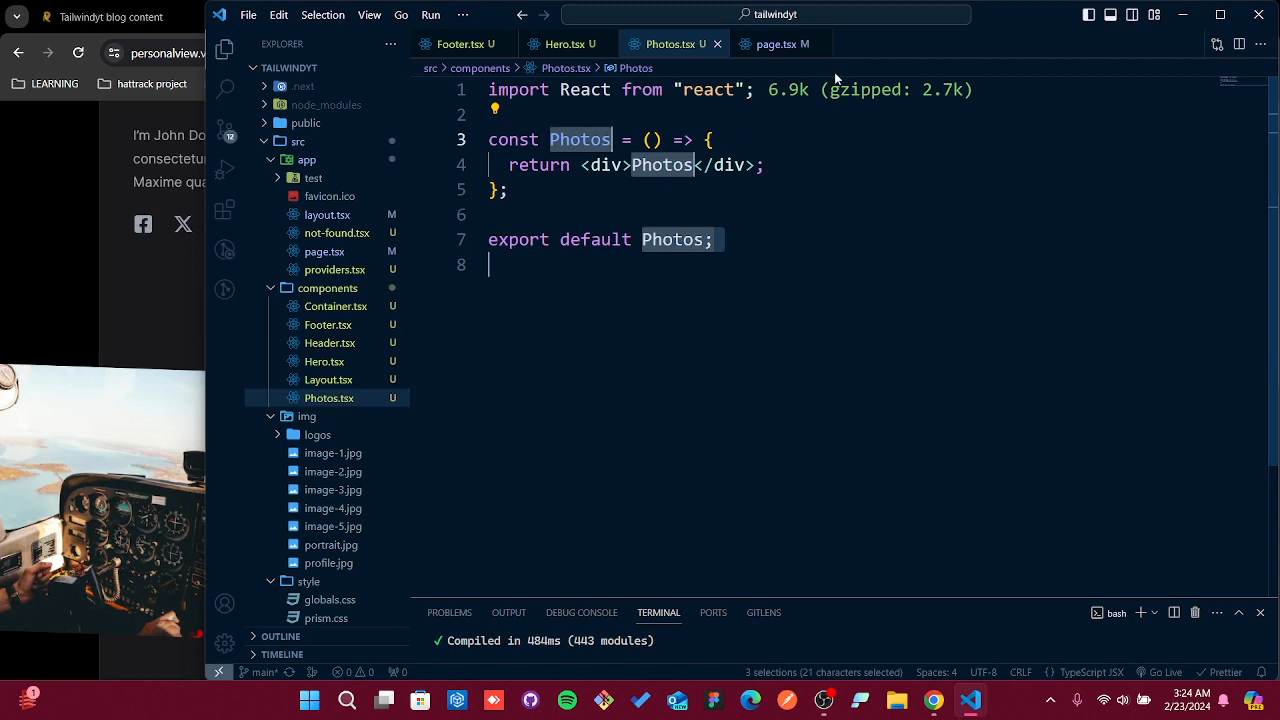 Tailwindyt blog content
personalview.v
LEARNING
hattrack project
I'm John Do
consectetur
Maxime qua
File Edit Selection View Go Run ...
tailwindyt
EXPLORER
TAILWINDYT
.next
node_modules
public
src
app
test
favicon.ico
layout.tsx M
not-found.tsx U
page.tsx M
providers.tsx U
components
Container.tsx U
Footer.tsx U
Header.tsx U
Hero.tsx U
Layout.tsx U
Photos.tsx U
img
logos
image-1.jpg
image-2.jpg
image-3.jpg
image-4.jpg
image-5.jpg
portrait.jpg
profile.jpg
style
globals.css
prism.css
OUTLINE
TIMELINE
12
Footer.tsx U Hero.tsx U Photos.tsx U page.tsx M
src > components > Photos.tsx > Photos
1 import React from "react"; 6.9k (gzipped: 2.7k)
2
3 const Photos = () => {
4 return <div>Photos</div>;
5 };
6
7 export default Photos;
8
PROBLEMS OUTPUT DEBUG CONSOLE TERMINAL PORTS GITLENS
bash
✓ Compiled in 484ms (443 modules)
main* 0 0 0 3 selections (21 characters selected) Spaces: 4 UTF-8 CRLF {} TypeScript JSX Go Live Prettier
1
NEW
PRE
3:24 AM
2/23/2024